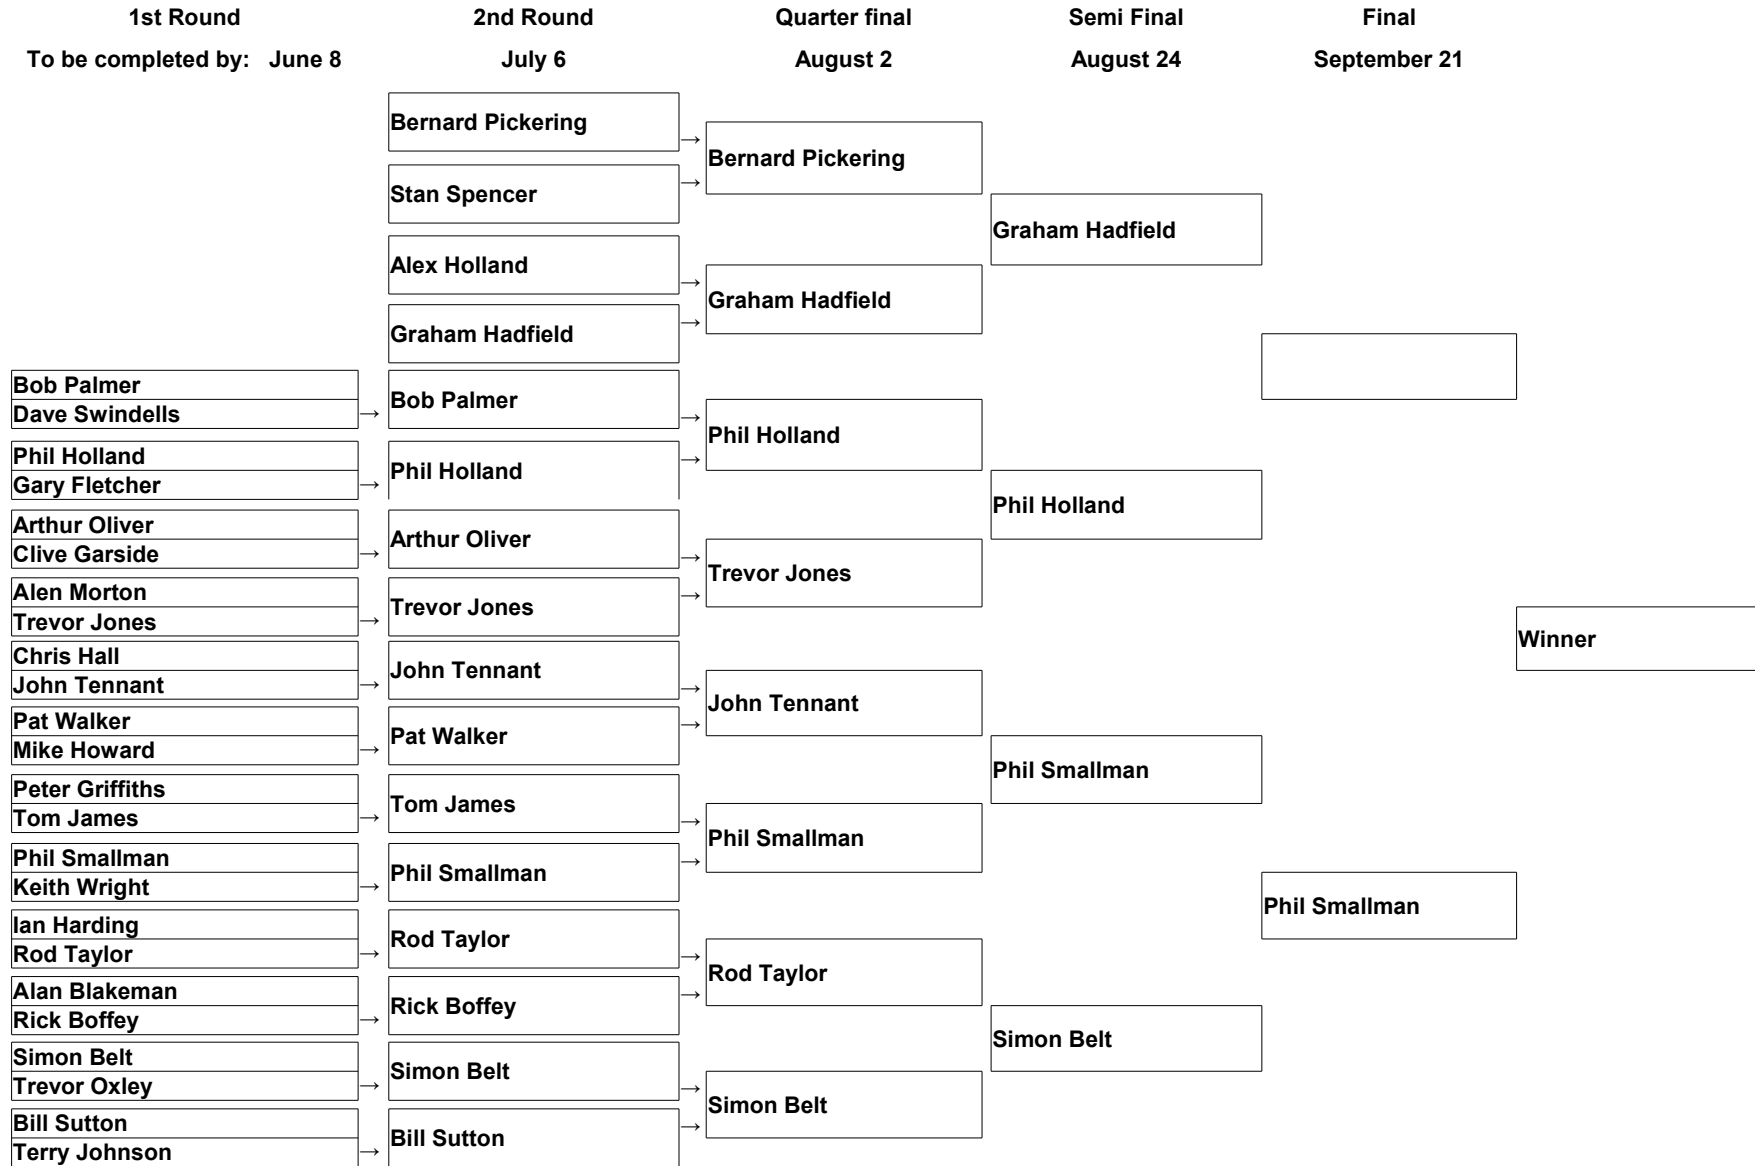 1st Round 2nd Round Quarter final Semi Final Final
To be completed by: June 8 July 6 August 2 August 24 September 21
Bernard Pickering
Bernard Pickering
Stan Spencer
Graham Hadfield
Alex Holland
Graham Hadfield
Graham Hadfield
Bob Palmer
Dave Swindells
Bob Palmer
Phil Holland
Phil Holland
Gary Fletcher
Phil Holland
Phil Holland
Arthur Oliver
Clive Garside
Arthur Oliver
Trevor Jones
Alen Morton
Trevor Jones
Trevor Jones
Winner
Chris Hall
John Tennant
John Tennant
John Tennant
Pat Walker
Mike Howard
Pat Walker
Phil Smallman
Peter Griffiths
Tom James
Tom James
Phil Smallman
Phil Smallman
Keith Wright
Phil Smallman
Phil Smallman
Ian Harding
Rod Taylor
Rod Taylor
Rod Taylor
Alan Blakeman
Rick Boffey
Rick Boffey
Simon Belt
Simon Belt
Trevor Oxley
Simon Belt
Simon Belt
Bill Sutton
Terry Johnson
Bill Sutton